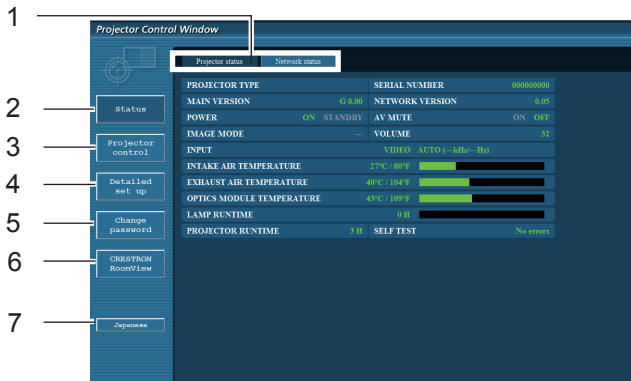 1
Projector Control Window
Projector status Network status
PROJECTOR TYPE SERIAL NUMBER 000000000
MAIN VERSION G 0.00 NETWORK VERSION 0.05
POWER ON STANDBY AV MUTE ON OFF
IMAGE MODE — VOLUME 32
INPUT VIDEO AUTO (---kHz/---Hz)
INTAKE AIR TEMPERATURE 27°C / 80°F
EXHAUST AIR TEMPERATURE 40°C / 104°F
OPTICS MODULE TEMPERATURE 43°C / 109°F
LAMP RUNTIME 0 H
PROJECTOR RUNTIME 3 H SELF TEST No errors
2
Status
3
Projector
control
4
Detailed
set up
5
Change
password
6
CRESTRON
RoomView
7
Japanese